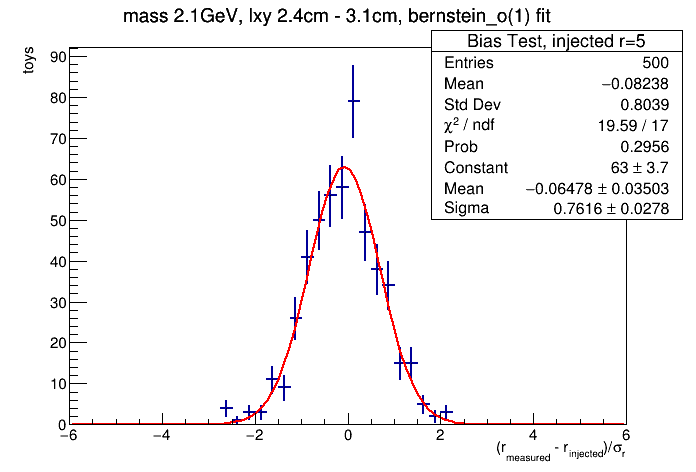 mass 2.1GeV, lxy 2.4cm - 3.1cm, bernstein_o(1) fit
Bias Test, injected r=5
Entries 500
Mean −0.08238
Std Dev 0.8039
χ² / ndf 19.59 / 17
Prob 0.2956
Constant 63 ± 3.7
Mean −0.06478 ± 0.03503
Sigma 0.7616 ± 0.0278
toys
90
80
70
60
50
40
30
20
10
0
−6 −4 −2 0 2 4 6
(r_measured - r_injected)/σ_r